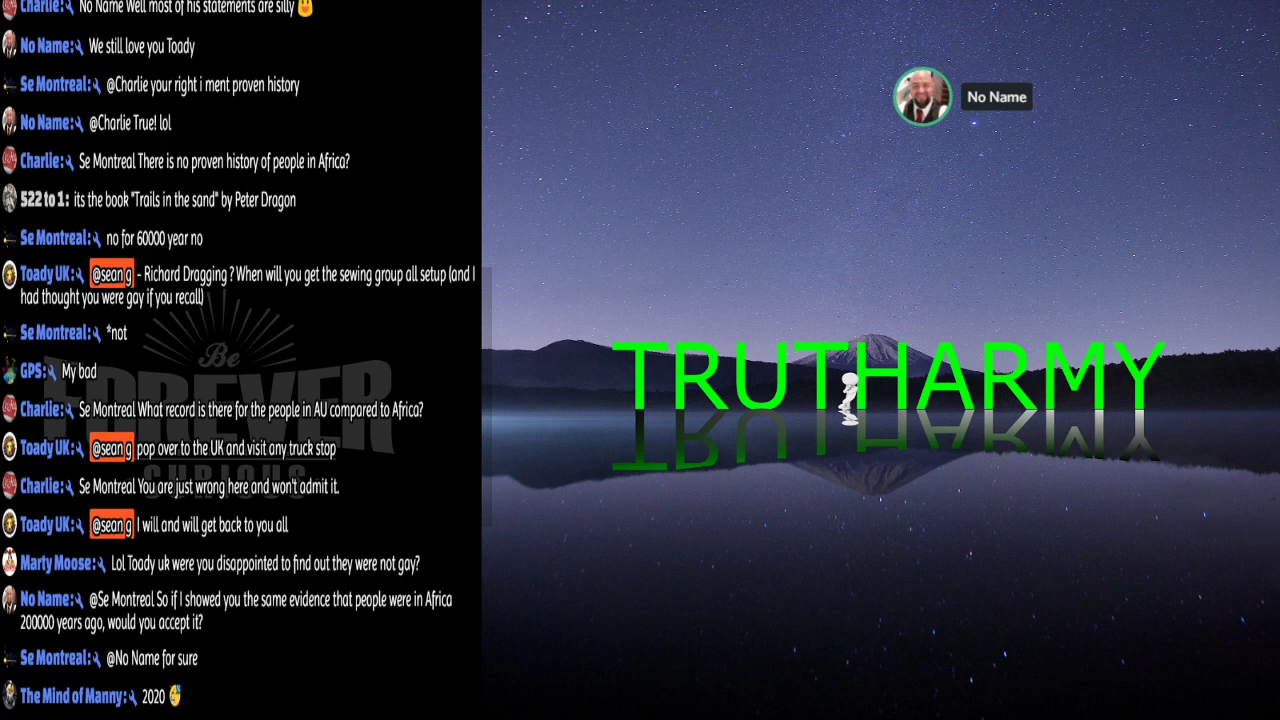 Charlie: No Name Well most of his statements are silly
No Name: We still love you Toady
Se Montreal: @Charlie your right i ment proven history
No Name: @Charlie True! lol
Charlie: Se Montreal There is no proven history of people in Africa?
522 to 1: its the book "Trails in the sand" by Peter Dragon
Se Montreal: no for 60000 year no
Toady UK: @sean g - Richard Dragging ? When will you get the sewing group all setup (and I
had thought you were gay if you recall)
Se Montreal: *not
GPS: My bad
Charlie: Se Montreal What record is there for the people in AU compared to Africa?
Toady UK: @sean g pop over to the UK and visit any truck stop
Charlie: Se Montreal You are just wrong here and won't admit it.
Toady UK: @sean g I will and will get back to you all
Marty Moose: Lol Toady uk were you disappointed to find out they were not gay?
No Name: @Se Montreal So if I showed you the same evidence that people were in Africa
200000 years ago, would you accept it?
Se Montreal: @No Name for sure
The Mind of Manny: 2020
Be
FOREVER
CURIOUS
No Name
TRUTHARMY